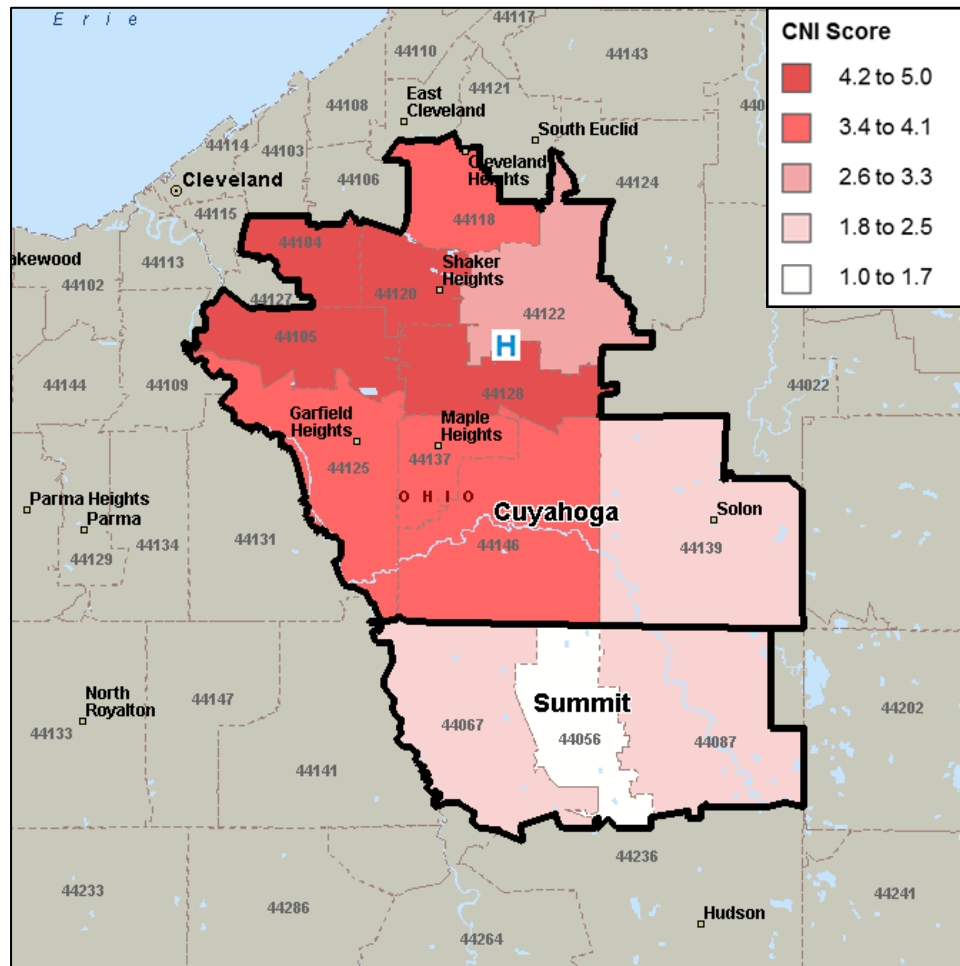 Erie
44117
44110
44143
44121
East
Cleveland
44108
South Euclid
44114
44103
Cleveland
Heights
44106
44124
Cleveland
44115
44118
44104
Shaker
Heights
akewood
44113
44102
44120
44127
44122
44105
H
44144
44109
44022
44128
Garfield
Heights
Maple
Heights
44125
44137
OHIO
Parma Heights
Parma
Cuyahoga
Solon
44129
44134
44131
44146
44139
North
Royalton
44147
Summit
44202
44133
44067
44056
44087
44141
44236
44233
44286
44241
Hudson
44264
CNI Score
4.2 to 5.0
3.4 to 4.1
2.6 to 3.3
1.8 to 2.5
1.0 to 1.7